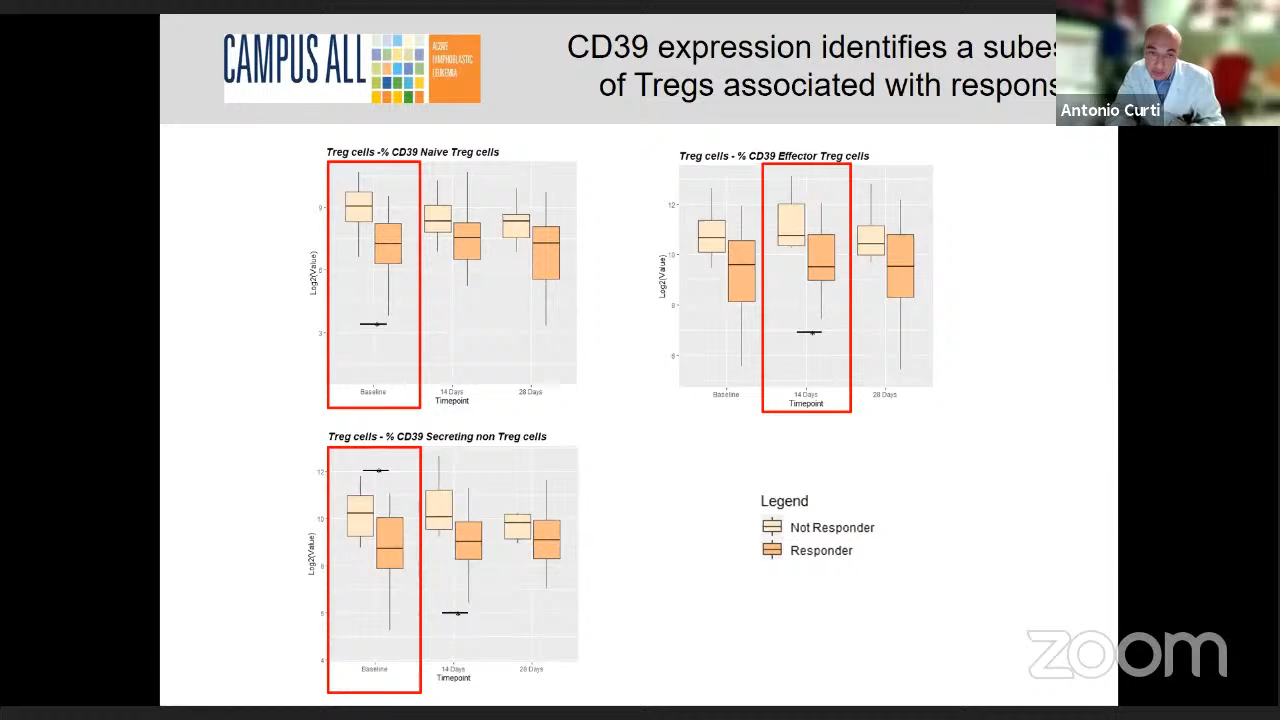 CAMPUS ALL
ACUTE
LYMPHOBLASTIC
LEUKEMIA
CD39 expression identifies a subes
of Tregs associated with respons
Antonio Curti
Treg cells -% CD39 Naive Treg cells
9
6
3
Log2(Value)
Baseline
14 Days
28 Days
Timepoint
Treg cells - % CD39 Effector Treg cells
12
10
8
6
Log2(Value)
Baseline
14 Days
28 Days
Timepoint
Treg cells - % CD39 Secreting non Treg cells
12
10
8
6
4
Log2(Value)
Baseline
14 Days
28 Days
Timepoint
Legend
Not Responder
Responder
zoom